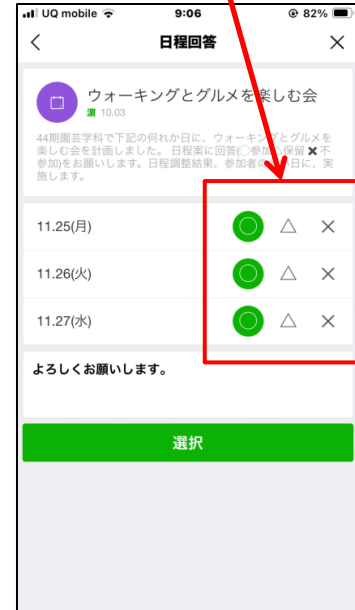 UQ mobile 9:06 82%
日程回答
ウォーキングとグルメを楽しむ会
濵 10.03
44期園芸学科で下記の何れか日に、ウォーキングとグルメを
楽しむ会を計画しました。 日程案に回答(◯参加△保留✖不
参加)をお願いします。日程調整結果、参加者の い日に、実
施します。
11.25(月) ◯ △ ×
11.26(火) ◯ △ ×
11.27(水) ◯ △ ×
よろしくお願いします。
選択